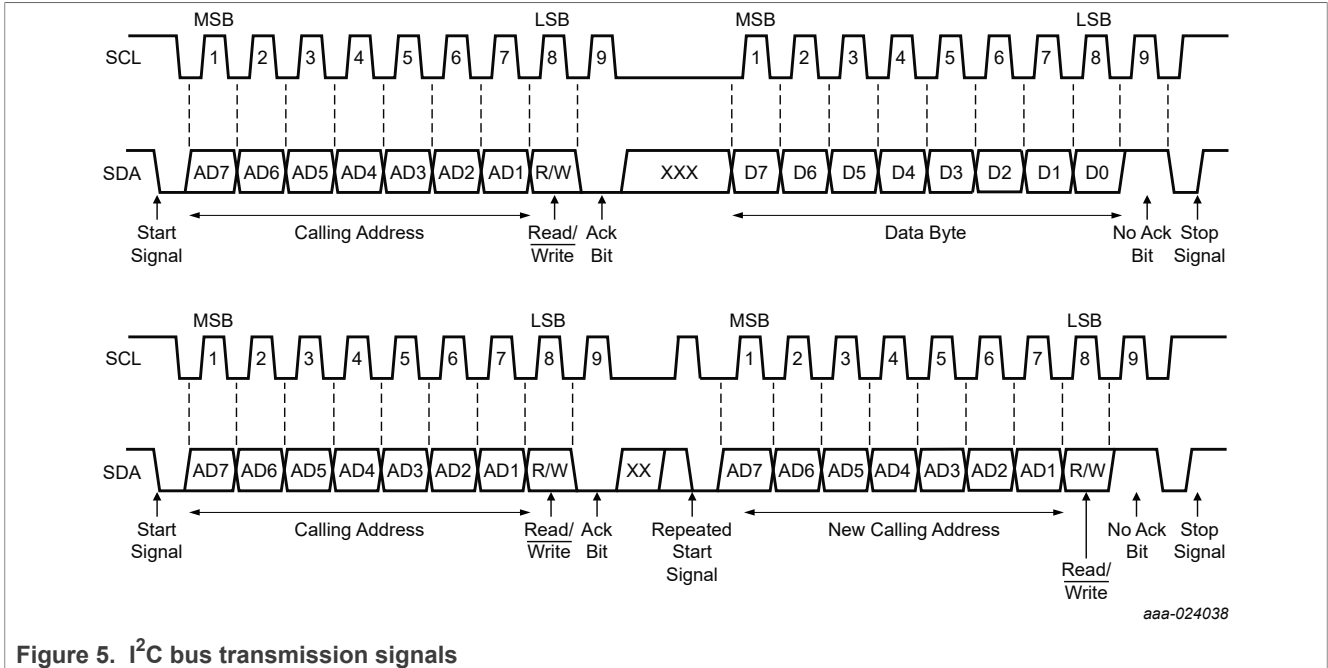 MSB LSB MSB LSB
SCL 1 2 3 4 5 6 7 8 9 1 2 3 4 5 6 7 8 9
SDA AD7 AD6 AD5 AD4 AD3 AD2 AD1 R/W XXX D7 D6 D5 D4 D3 D2 D1 D0
Start Signal Calling Address Read/Write Ack Bit Data Byte No Ack Bit Stop Signal
MSB LSB MSB LSB
SCL 1 2 3 4 5 6 7 8 9 1 2 3 4 5 6 7 8 9
SDA AD7 AD6 AD5 AD4 AD3 AD2 AD1 R/W XX AD7 AD6 AD5 AD4 AD3 AD2 AD1 R/W
Start Signal Calling Address Read/Write Ack Bit Repeated Start Signal New Calling Address Read/Write No Ack Bit Stop Signal
aaa-024038
Figure 5. I²C bus transmission signals